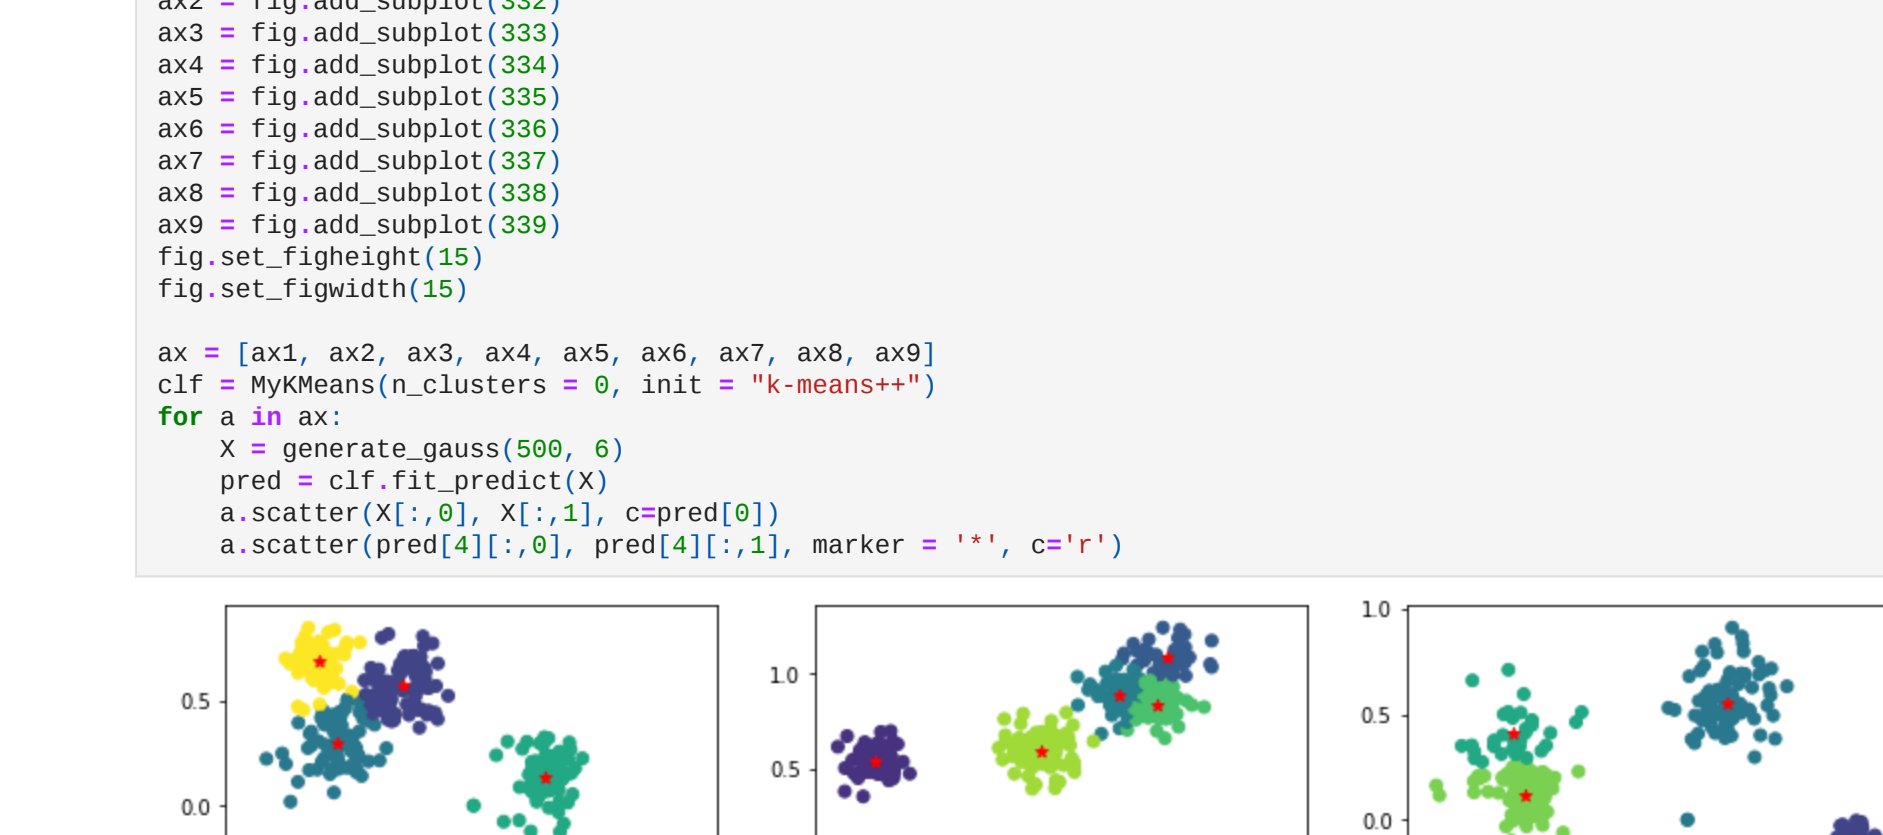 ax2 = fig.add_subplot(332)
ax3 = fig.add_subplot(333)
ax4 = fig.add_subplot(334)
ax5 = fig.add_subplot(335)
ax6 = fig.add_subplot(336)
ax7 = fig.add_subplot(337)
ax8 = fig.add_subplot(338)
ax9 = fig.add_subplot(339)
fig.set_figheight(15)
fig.set_figwidth(15)

ax = [ax1, ax2, ax3, ax4, ax5, ax6, ax7, ax8, ax9]
clf = MyKMeans(n_clusters = 0, init = "k-means++")
for a in ax:
    X = generate_gauss(500, 6)
    pred = clf.fit_predict(X)
    a.scatter(X[:,0], X[:,1], c=pred[0])
    a.scatter(pred[4][:,0], pred[4][:,1], marker = '*', c='r')
0.5
0.0
1.0
0.5
1.0
0.5
0.0